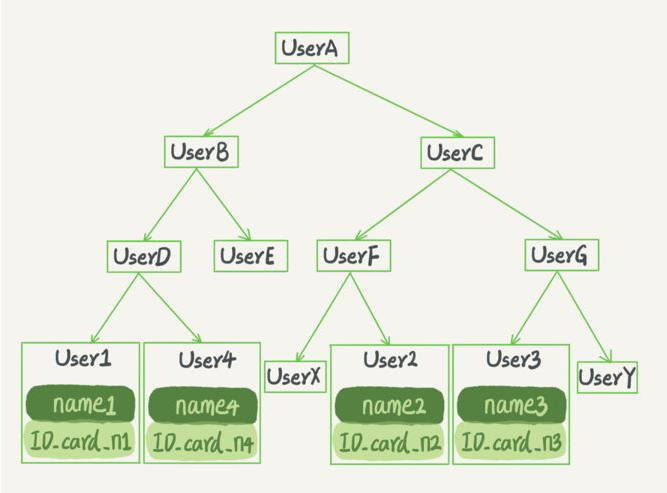 UserA
UserB
UserC
UserD
UserE
UserF
UserG
User1
name1
ID_card_n1
User4
name4
ID_card_n4
UserX
User2
name2
ID_card_n2
User3
name3
ID_card_n3
UserY